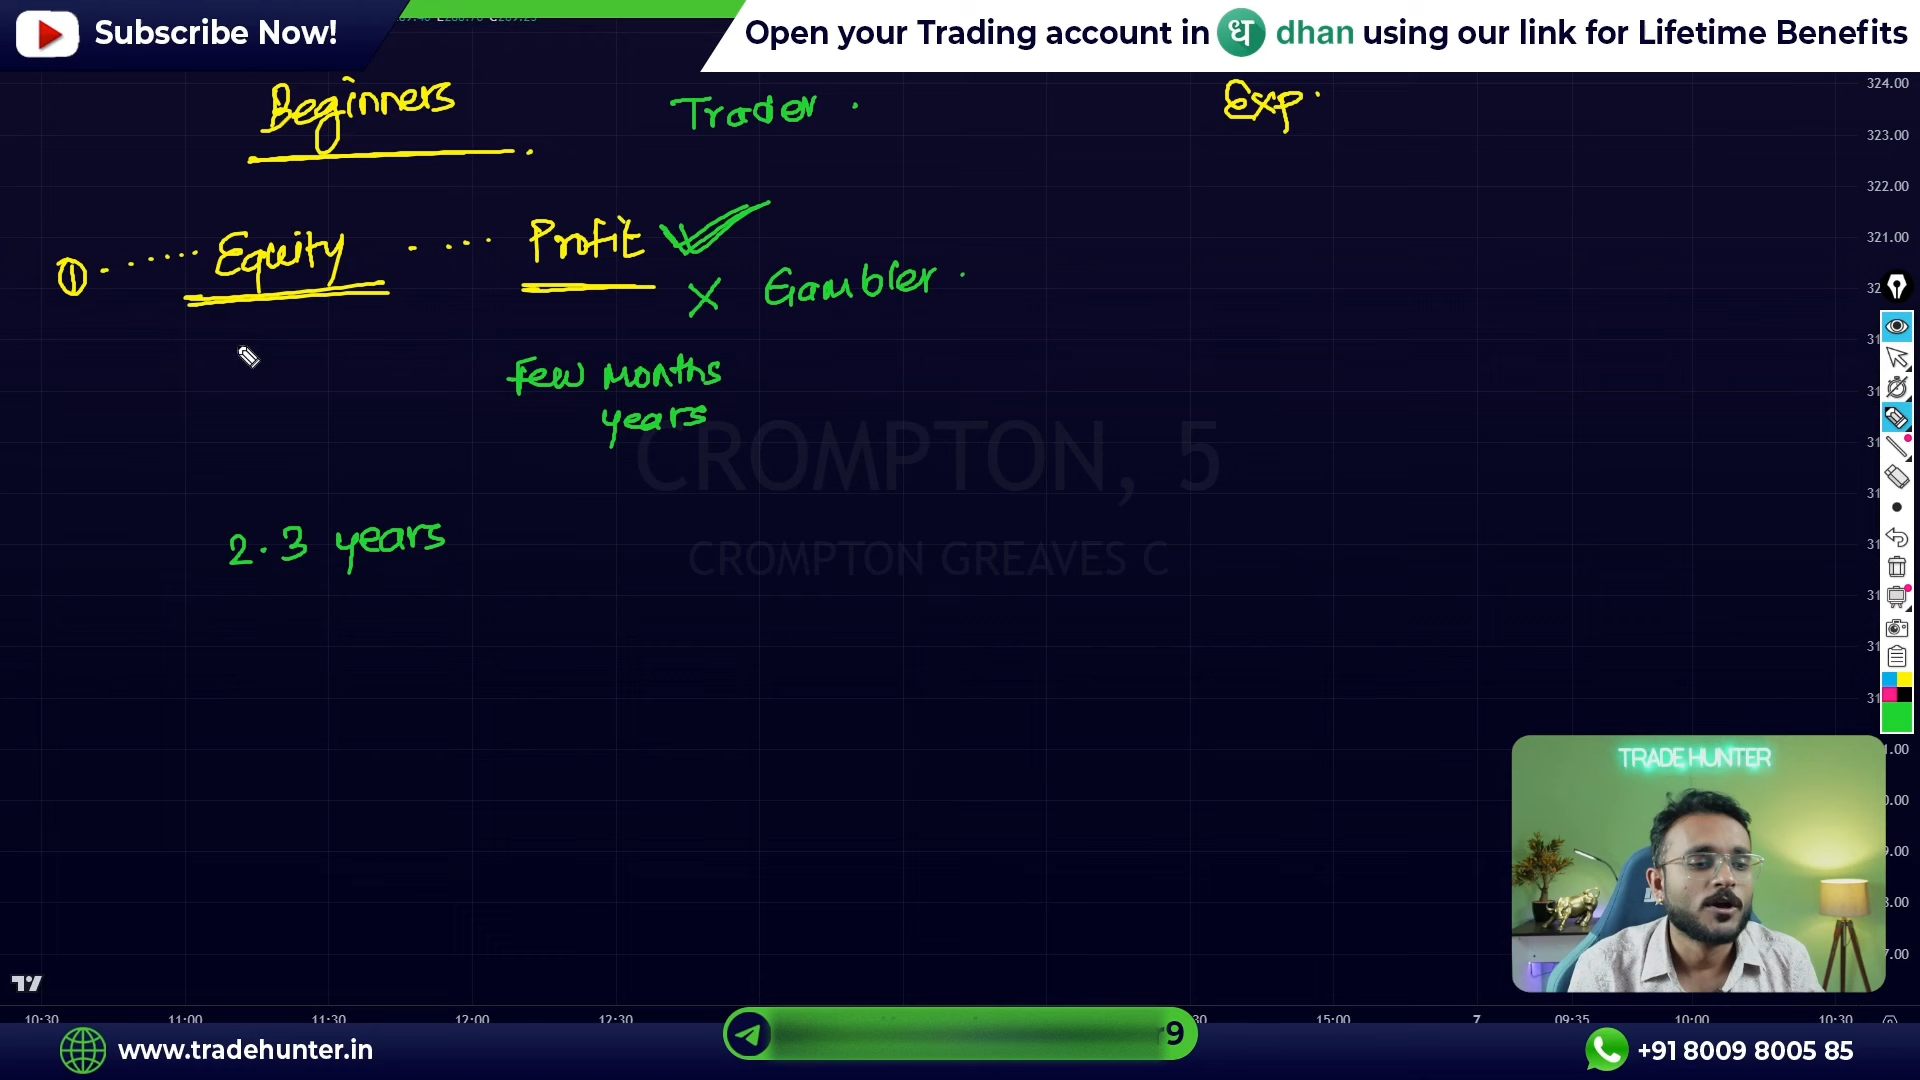 Subscribe Now!
Open your Trading account in ध dhan using our link for Lifetime Benefits
Beginners
Trader .
Exp .
① ...... Equity ..... Profit ✓
X Gambler .
Few Months
years
2.3 years
CROMPTON, 5
CROMPTON GREAVES C
324.00
323.00
322.00
321.00
TRADE HUNTER
10:30 11:00 11:30 12:00 12:30 15:00 7 09:35 10:00 10:30
www.tradehunter.in
+91 8009 8005 85